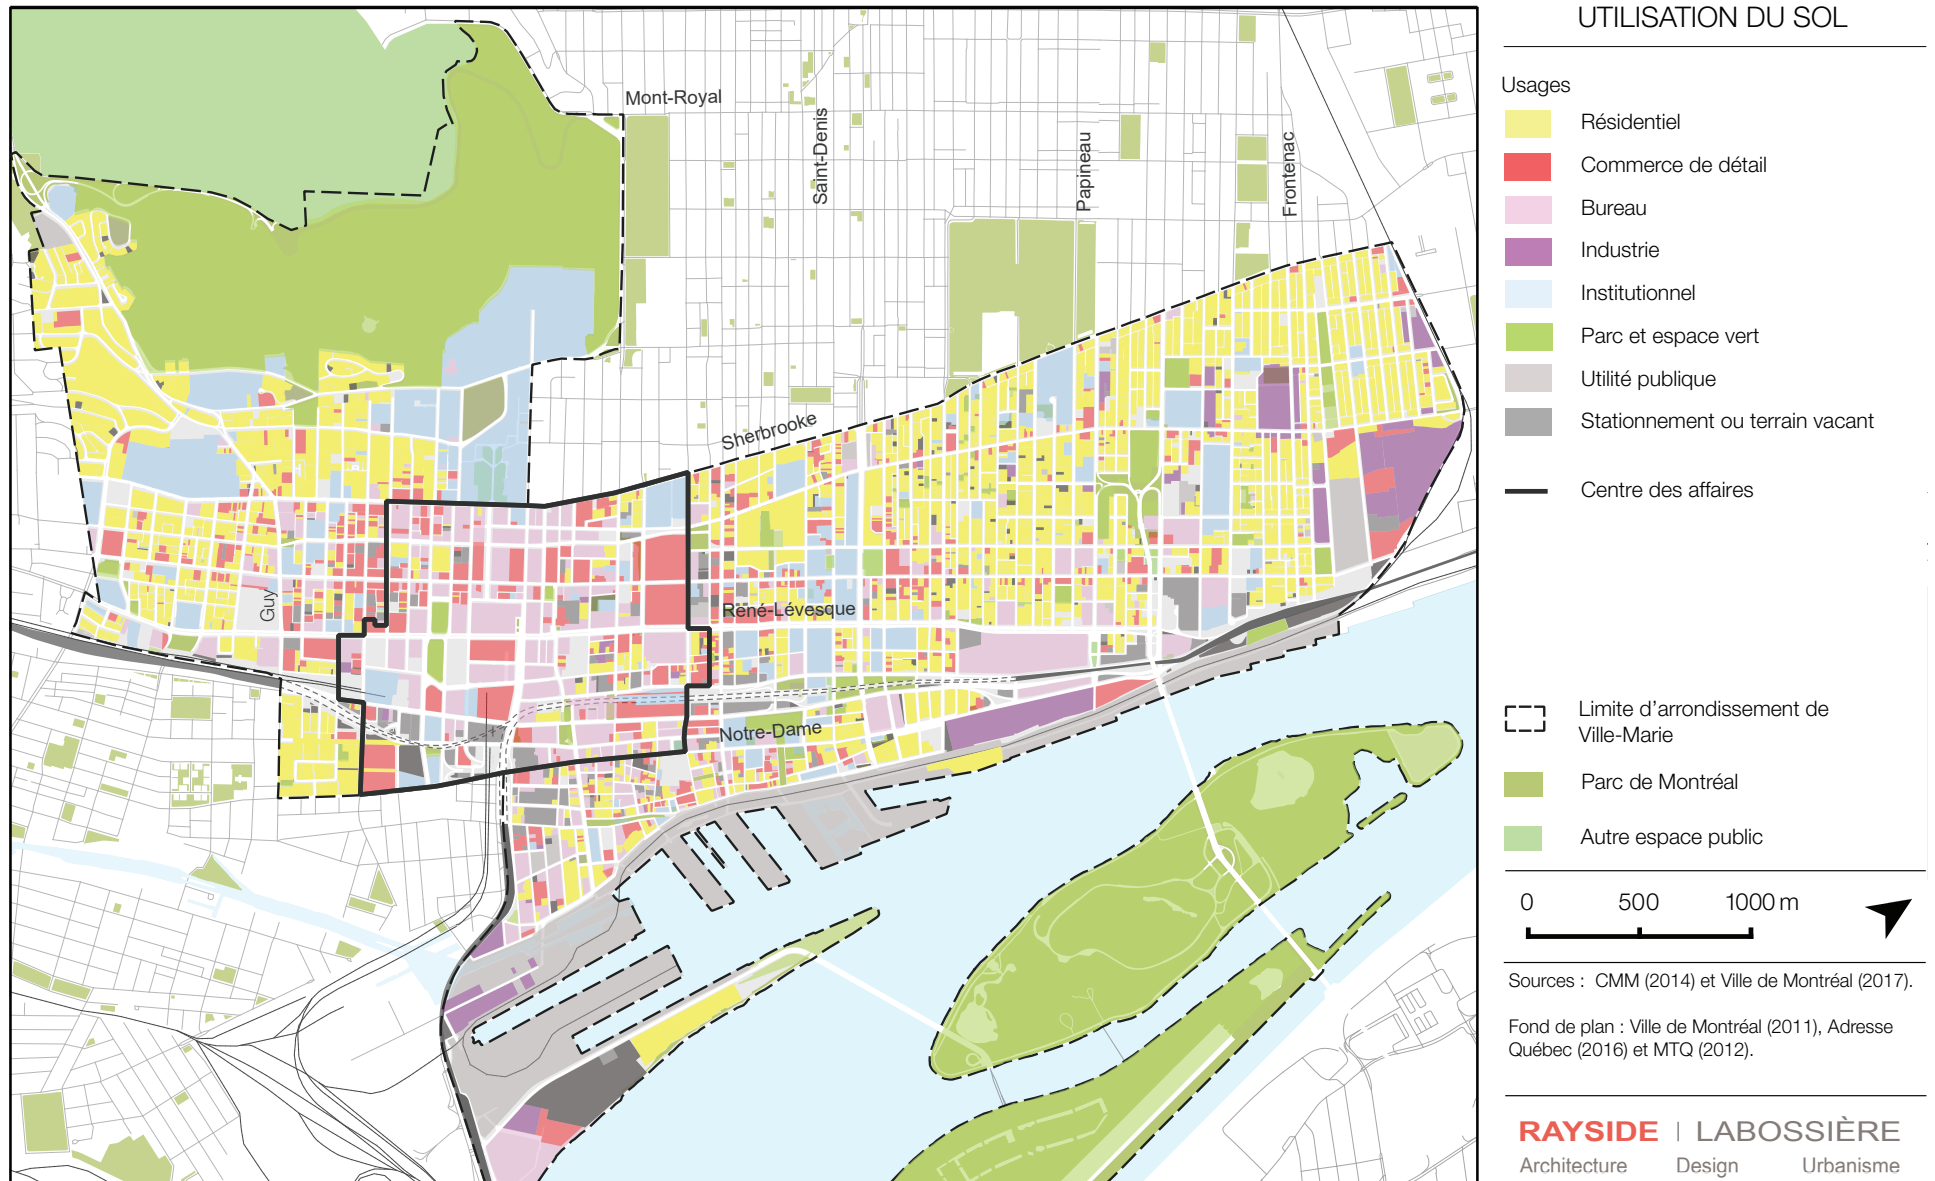 UTILISATION DU SOL
Usages
Résidentiel
Commerce de détail
Bureau
Industrie
Institutionnel
Parc et espace vert
Utilité publique
Stationnement ou terrain vacant
Centre des affaires
Limite d'arrondissement de
Ville-Marie
Parc de Montréal
Autre espace public
0 500 1000 m
Sources : CMM (2014) et Ville de Montréal (2017).
Fond de plan : Ville de Montréal (2011), Adresse
Québec (2016) et MTQ (2012).
RAYSIDE | LABOSSIÈRE
Architecture Design Urbanisme
Mont-Royal
Saint-Denis
Papineau
Frontenac
Sherbrooke
Guy
René-Lévesque
Notre-Dame